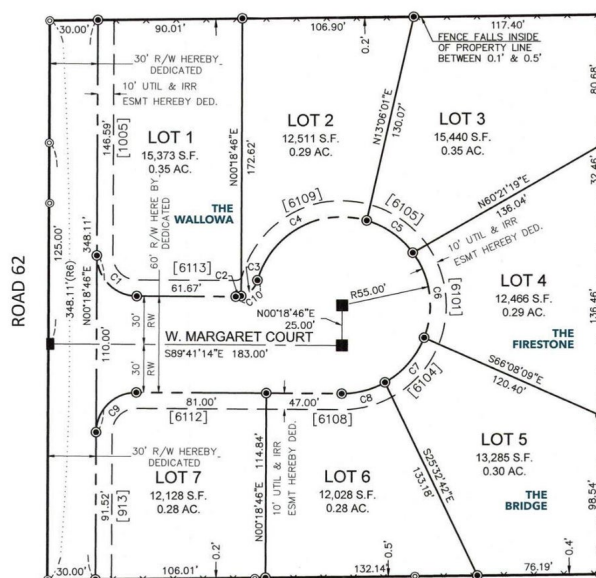 30.00'
90.01'
106.90'
117.40'
0.2'
30' R/W HEREBY
DEDICATED
10' UTIL & IRR
ESMT HEREBY DED.
FENCE FALLS INSIDE
OF PROPERTY LINE
BETWEEN 0.1' & 0.5'
80.68'
146.59'
[1005]
LOT 1
15,373 S.F.
0.35 AC.
THE
WALLOWA
N00°18'46"E
172.62'
LOT 2
12,511 S.F.
0.29 AC.
N13°06'01"E
130.07'
LOT 3
15,440 S.F.
0.35 AC.
32.46'
N60°21'19"E
136.04'
10' UTIL & IRR
ESMT HEREBY DED.
[6109]
C4
[6105]
C5
60' R/W HERE BY
DEDICATED
ROAD 62
125.00'
348.11'(R6)
N00°18'46"E
348.11'
C1
[6113]
61.67'
C2
C3
C10
R55.00'
C6
[6101]
LOT 4
12,466 S.F.
0.29 AC.
136.46'
THE
FIRESTONE
N00°18'46"E
25.00'
110.00'
30'
RW
W. MARGARET COURT
S89°41'14"E 183.00'
30'
RW
S66°08'09"E
120.40'
C7
[6104]
C8
C9
81.00'
[6112]
47.00'
[6108]
30' R/W HEREBY
DEDICATED
LOT 7
12,128 S.F.
0.28 AC.
91.52'
[913]
N00°18'46"E
114.84'
10' UTIL & IRR
ESMT HEREBY DED.
LOT 6
12,028 S.F.
0.28 AC.
S25°32'42"E
133.18'
LOT 5
13,285 S.F.
0.30 AC.
THE
BRIDGE
98.54'
30.00'
106.01'
0.2'
132.14'
0.5'
76.19'
0.4'